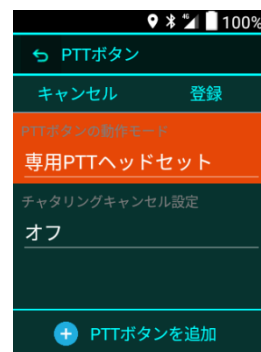 4G 100%
PTTボタン
キャンセル 登録
PTTボタンの動作モード
専用PTTヘッドセット
チャタリングキャンセル設定
オフ
PTTボタンを追加